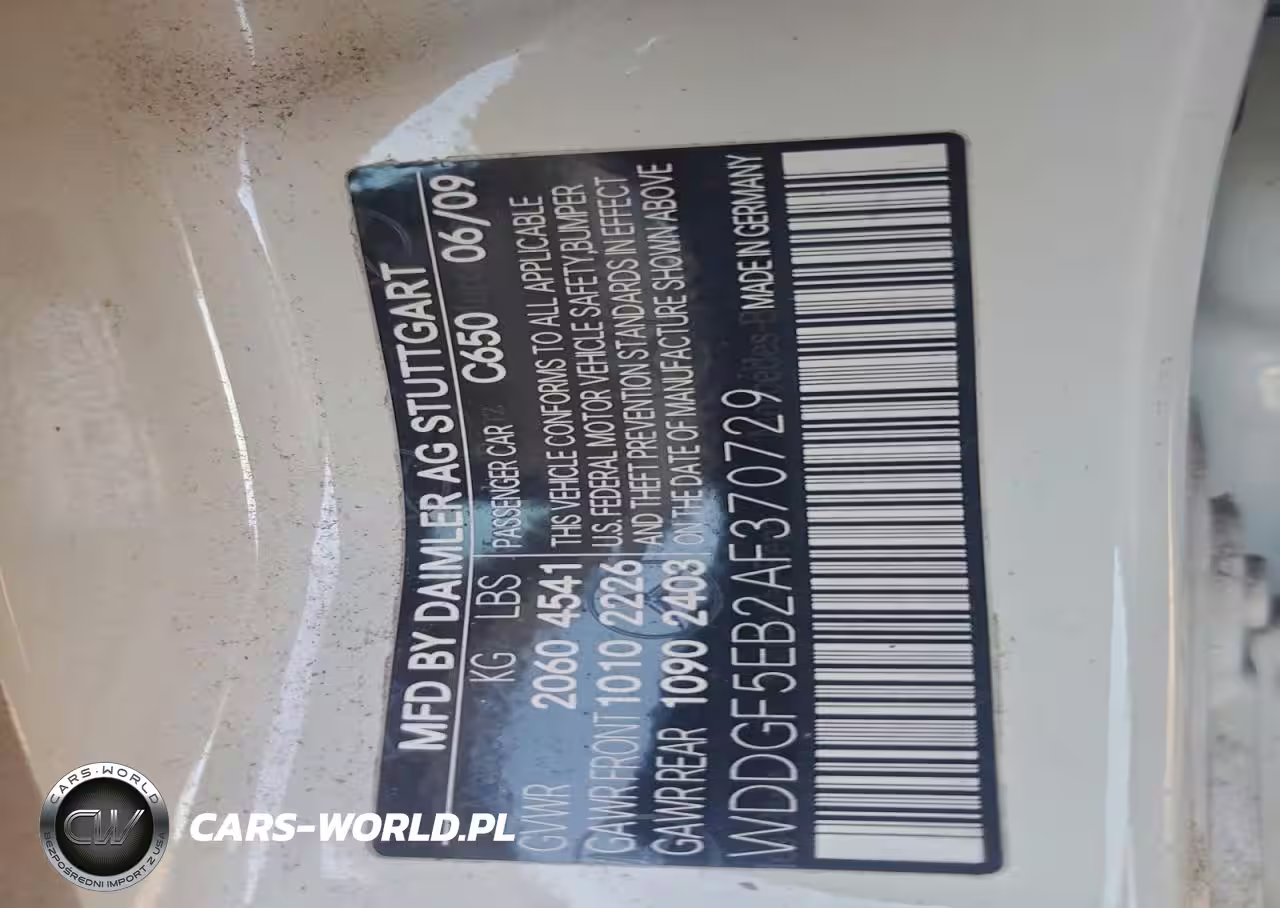 MFD BY DAIMLER AG STUTTGART
KG LBS C650 06/09
PASSENGER CAR
GVWR 2060 4541 THIS VEHICLE CONFORMS TO ALL APPLICABLE
U.S. FEDERAL MOTOR VEHICLE SAFETY,BUMPER
GAWR FRONT 1010 2226 AND THEFT PREVENTION STANDARDS IN EFFECT
GAWR REAR 1090 2403 ON THE DATE OF MANUFACTURE SHOWN ABOVE
WDDGF5EB2AF370729 MADE IN GERMANY
CARS-WORLD
CW
BEZPOŚREDNI IMPORT Z USA
CARS-WORLD.PL